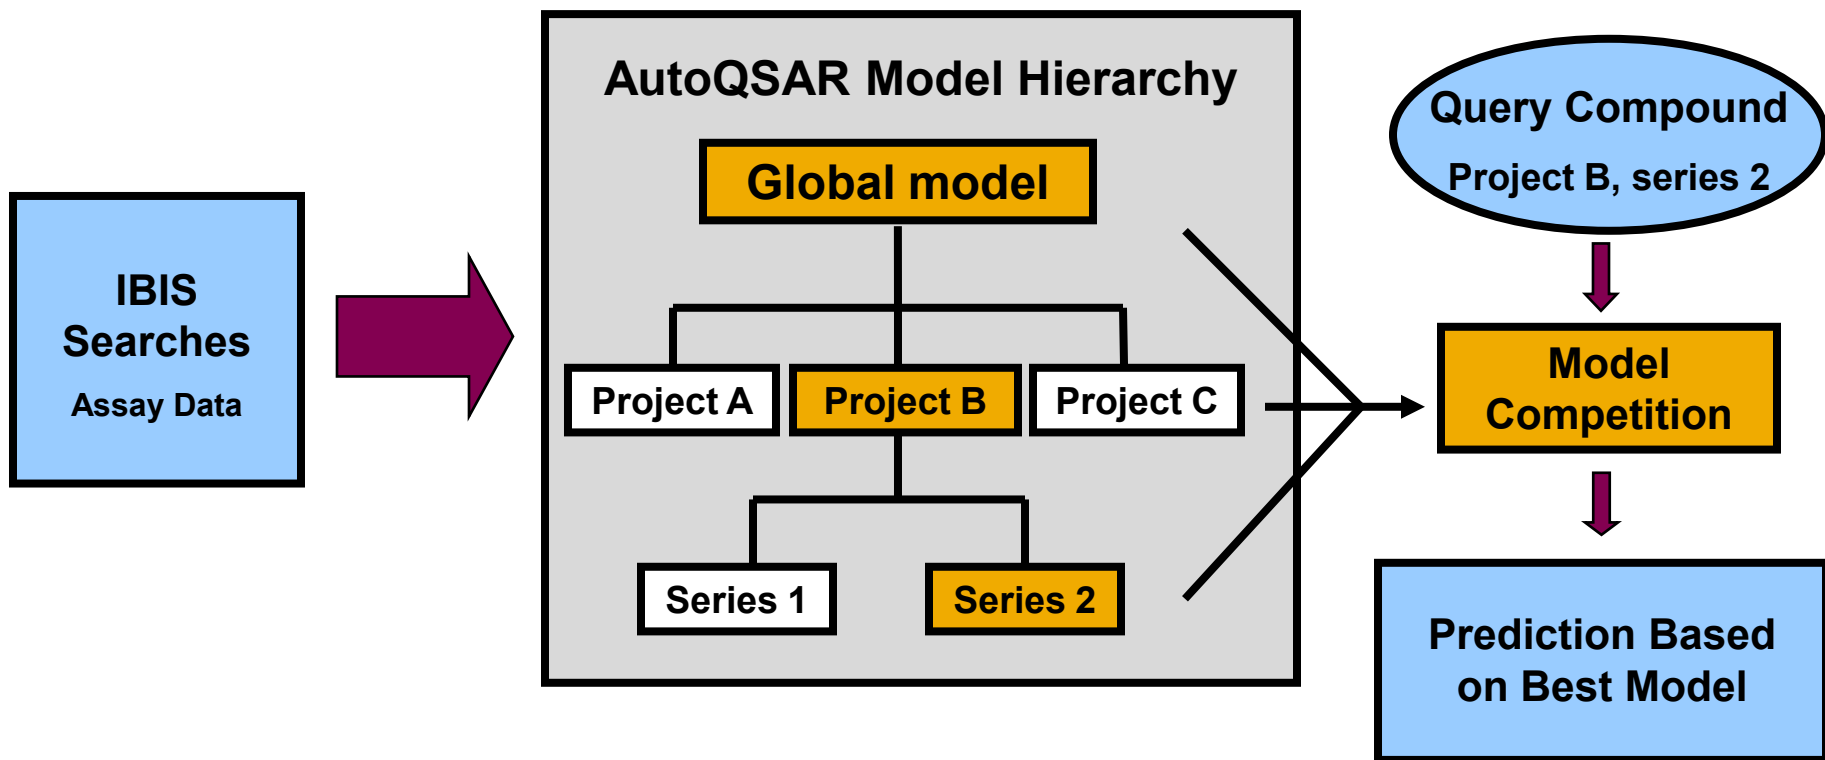 IBIS
Searches
Assay Data
AutoQSAR Model Hierarchy
Global model
Project A
Project B
Project C
Series 1
Series 2
Query Compound
Project B, series 2
Model
Competition
Prediction Based
on Best Model